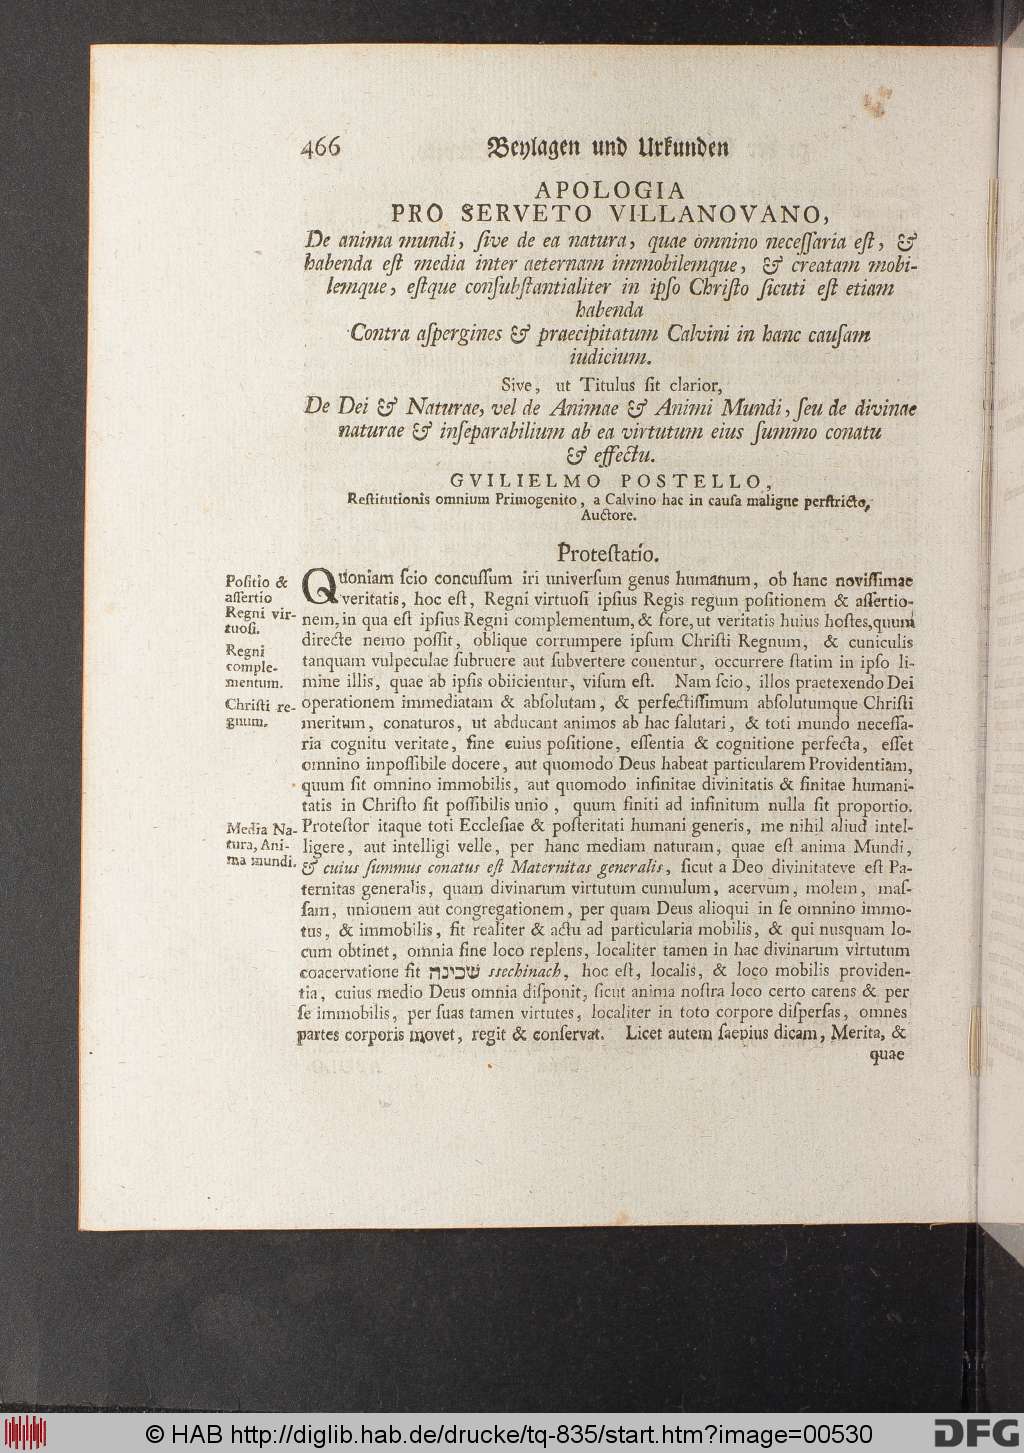 466 Beylagen und Urkunden
APOLOGIA
PRO SERVETO VILLANOVANO,
De anima mundi, ſive de ea natura, quae omnino neceſſaria eſt, &
habenda eſt media inter aeternam immobilemque, & creatam mobi-
lemque, eſtque conſubſtantialiter in ipſo Chriſto ſicuti eſt etiam
habenda
Contra aſpergines & praecipitatum Calvini in hanc cauſam
iudicium.
Sive, ut Titulus ſit clarior,
De Dei & Naturae, vel de Animae & Animi Mundi, ſeu de divinae
naturae & inſeparabilium ab ea virtutum eius ſummo conatu
& effectu.
GVILIELMO POSTELLO,
Reſtitutionis omnium Primogenito, a Calvino hac in cauſa maligne perſtricto,
Auctore.
Proteſtatio.
Poſitio &
aſſertio
Regni vir-
tuoſi.
Regni
comple-
mentum.
Chriſti re-
gnum.
Quoniam ſcio concuſſum iri univerſum genus humanum, ob hanc noviſſimae
veritatis, hoc eſt, Regni virtuoſi ipſius Regis regum poſitionem & aſſertio-
nem, in qua eſt ipſius Regni complementum, & fore, ut veritatis huius hoſtes, quum
directe nemo poſſit, oblique corrumpere ipſum Chriſti Regnum, & cuniculis
tanquam vulpeculae ſubruere aut ſubvertere conentur, occurrere ſtatim in ipſo li-
mine illis, quae ab ipſis obiicientur, viſum eſt. Nam ſcio, illos praetexendo Dei
operationem immediatam & abſolutam, & perfectiſſimum abſolutumque Chriſti
meritum, conaturos, ut abducant animos ab hac ſalutari, & toti mundo neceſſa-
ria cognitu veritate, ſine cuius poſitione, eſſentia & cognitione perfecta, eſſet
omnino impoſſibile docere, aut quomodo Deus habeat particularem Providentiam,
quum ſit omnino immobilis, aut quomodo infinitae divinitatis & finitae humani-
tatis in Chriſto ſit poſſibilis unio, quum finiti ad infinitum nulla ſit proportio.
Media Na-
tura, Ani-
ma mundi.
Proteſtor itaque toti Eccleſiae & poſteritati humani generis, me nihil aliud intel-
ligere, aut intelligi velle, per hanc mediam naturam, quae eſt anima Mundi,
& cuius ſummus conatus eſt Maternitas generalis, ſicut a Deo divinitateve eſt Pa-
ternitas generalis, quam divinarum virtutum cumulum, acervum, molem, maſ-
ſam, unionem aut congregationem, per quam Deus alioqui in ſe omnino immo-
tus, & immobilis, fit realiter & actu ad particularia mobilis, & qui nusquam lo-
cum obtinet, omnia ſine loco replens, localiter tamen in hac divinarum virtutum
coacervatione fit שכינה ssechinach, hoc eſt, localis, & loco mobilis providen-
tia, cuius medio Deus omnia diſponit, ſicut anima noſtra loco certo carens & per
ſe immobilis, per ſuas tamen virtutes, localiter in toto corpore diſperſas, omnes
partes corporis movet, regit & conſervat. Licet autem ſaepius dicam, Merita, &
quae
© HAB http://diglib.hab.de/drucke/tq-835/start.htm?image=00530
DFG